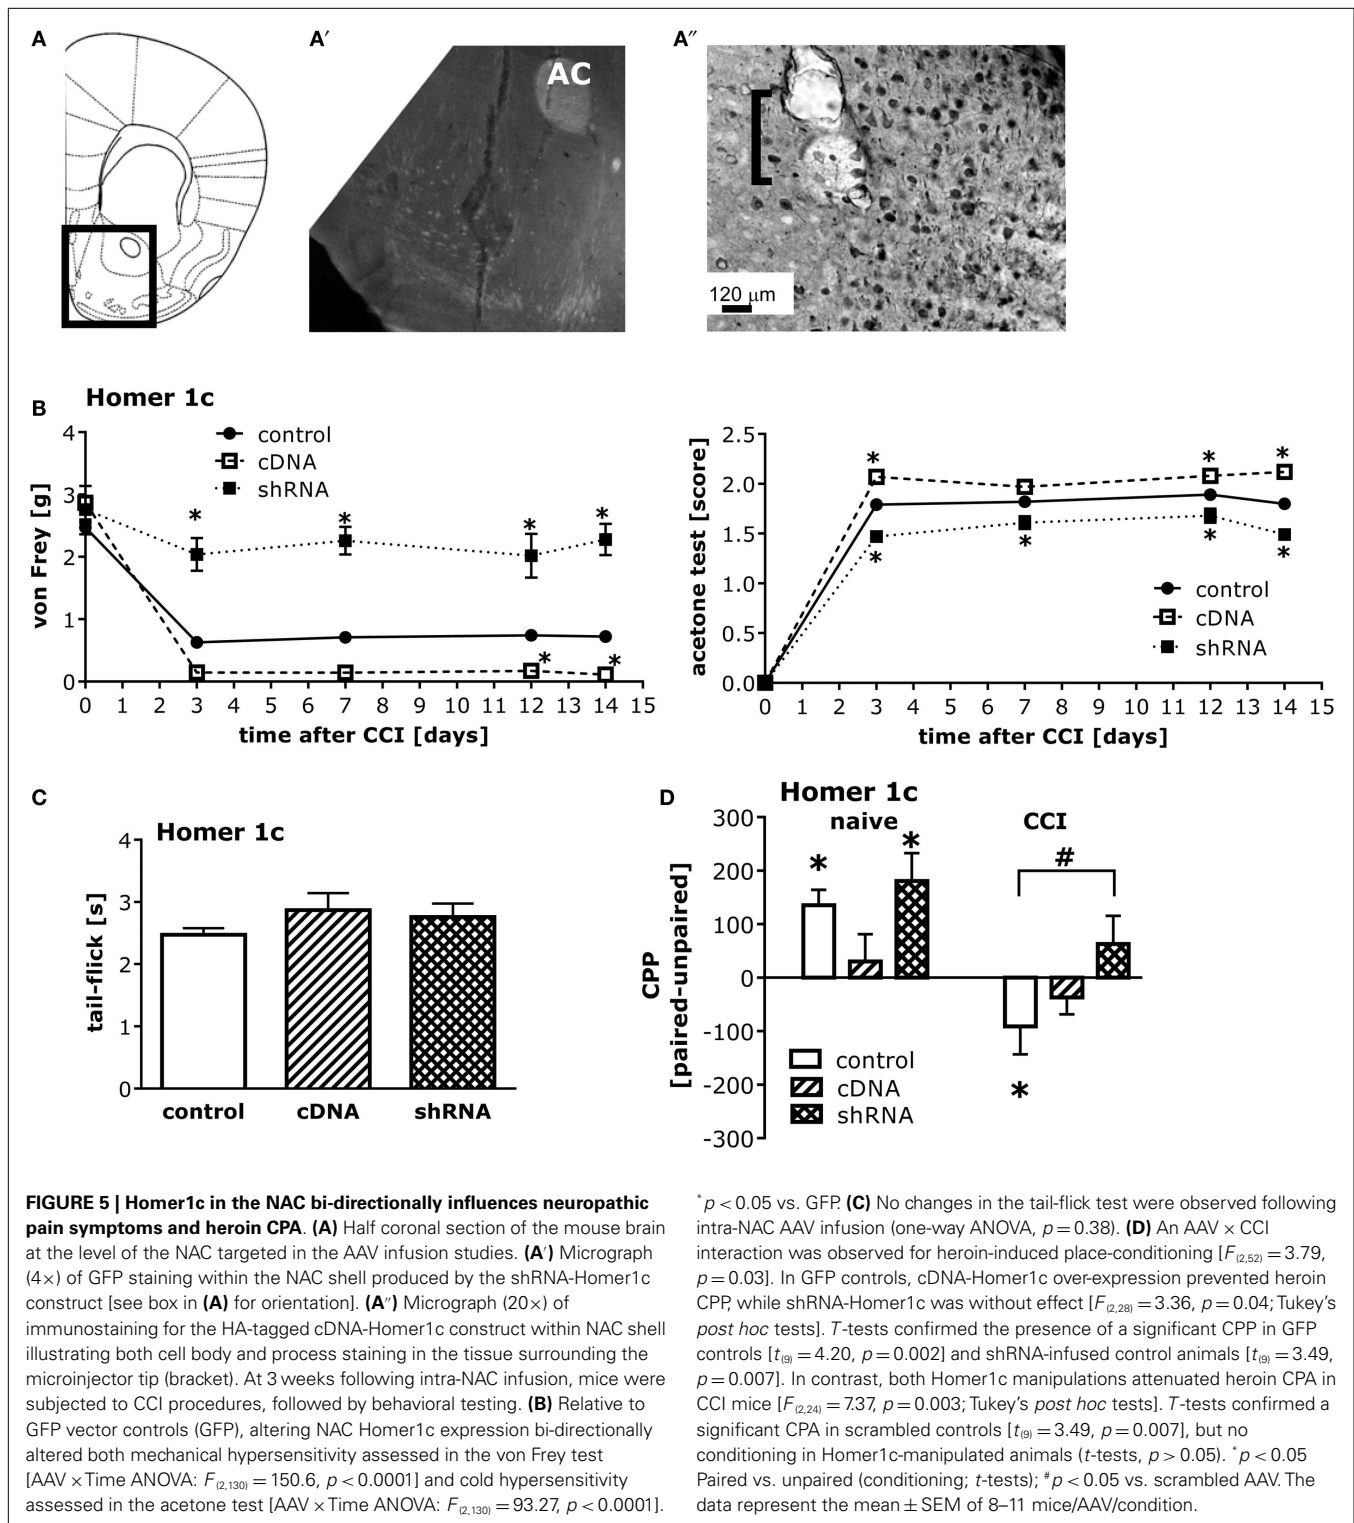 A
A′
A″
AC
120 μm
B
Homer 1c
control
cDNA
shRNA
von Frey [g]
4
3
2
1
0
* * * *
* *
0 1 2 3 4 5 6 7 8 9 10 11 12 13 14 15
time after CCI [days]
acetone test [score]
2.5
2.0
1.5
1.0
0.5
0.0
* * *
* * * *
control
cDNA
shRNA
0 1 2 3 4 5 6 7 8 9 10 11 12 13 14 15
time after CCI [days]
C
Homer 1c
tail-flick [s]
4
3
2
1
0
control cDNA shRNA
D
Homer 1c
naive CCI
CPP
[paired-unpaired]
300
200
100
0
-100
-200
-300
* * #
*
control
cDNA
shRNA
FIGURE 5 | Homer1c in the NAC bi-directionally influences neuropathic
pain symptoms and heroin CPA. (A) Half coronal section of the mouse brain
at the level of the NAC targeted in the AAV infusion studies. (A′) Micrograph
(4×) of GFP staining within the NAC shell produced by the shRNA-Homer1c
construct [see box in (A) for orientation]. (A″) Micrograph (20×) of
immunostaining for the HA-tagged cDNA-Homer1c construct within NAC shell
illustrating both cell body and process staining in the tissue surrounding the
microinjector tip (bracket). At 3 weeks following intra-NAC infusion, mice were
subjected to CCI procedures, followed by behavioral testing. (B) Relative to
GFP vector controls (GFP), altering NAC Homer1c expression bi-directionally
altered both mechanical hypersensitivity assessed in the von Frey test
[AAV × Time ANOVA: F(2,130) = 150.6, p < 0.0001] and cold hypersensitivity
assessed in the acetone test [AAV × Time ANOVA: F(2,130) = 93.27, p < 0.0001].
*p < 0.05 vs. GFP. (C) No changes in the tail-flick test were observed following
intra-NAC AAV infusion (one-way ANOVA, p = 0.38). (D) An AAV × CCI
interaction was observed for heroin-induced place-conditioning [F(2,52) = 3.79,
p = 0.03]. In GFP controls, cDNA-Homer1c over-expression prevented heroin
CPP, while shRNA-Homer1c was without effect [F(2,28) = 3.36, p = 0.04; Tukey's
post hoc tests]. T-tests confirmed the presence of a significant CPP in GFP
controls [t(9) = 4.20, p = 0.002] and shRNA-infused control animals [t(9) = 3.49,
p = 0.007]. In contrast, both Homer1c manipulations attenuated heroin CPA in
CCI mice [F(2,24) = 7.37, p = 0.003; Tukey's post hoc tests]. T-tests confirmed a
significant CPA in scrambled controls [t(9) = 3.49, p = 0.007], but no
conditioning in Homer1c-manipulated animals (t-tests, p > 0.05). *p < 0.05
Paired vs. unpaired (conditioning; t-tests); #p < 0.05 vs. scrambled AAV. The
data represent the mean ± SEM of 8–11 mice/AAV/condition.